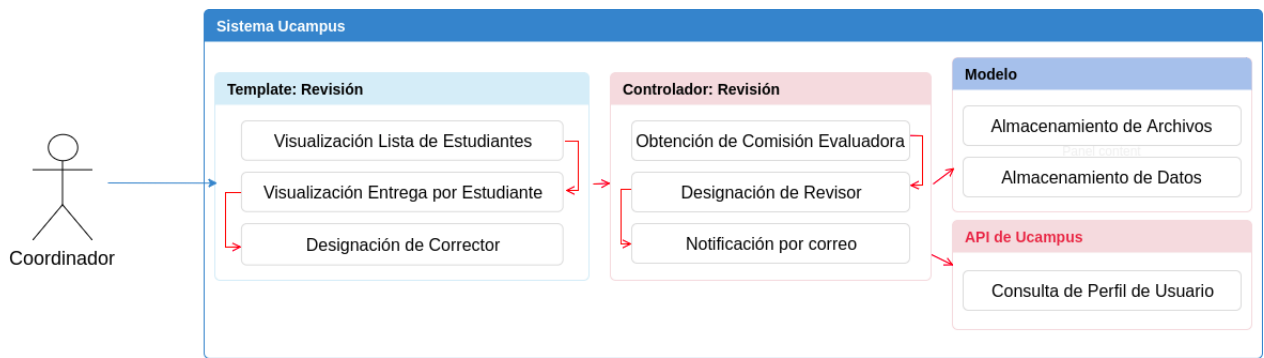 Sistema Ucampus
Template: Revisión
Visualización Lista de Estudiantes
Visualización Entrega por Estudiante
Designación de Corrector
Controlador: Revisión
Obtención de Comisión Evaluadora
Designación de Revisor
Notificación por correo
Modelo
Almacenamiento de Archivos
Panel content
Almacenamiento de Datos
API de Ucampus
Consulta de Perfil de Usuario
Coordinador